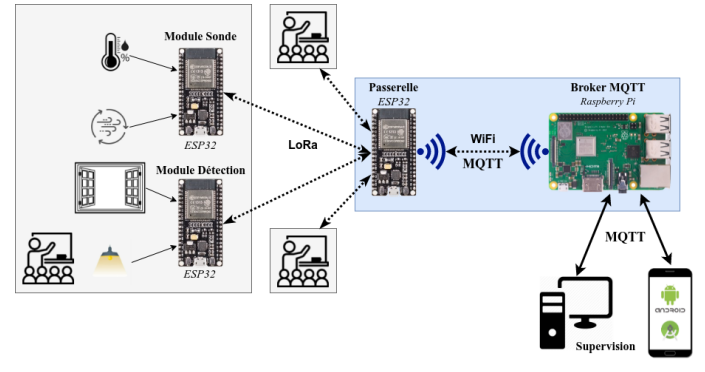 Module Sonde
%
ESP32
Module Détection
ESP32
LoRa
Passerelle
ESP32
WiFi
MQTT
Broker MQTT
Raspberry Pi
MQTT
Supervision
ANDROID